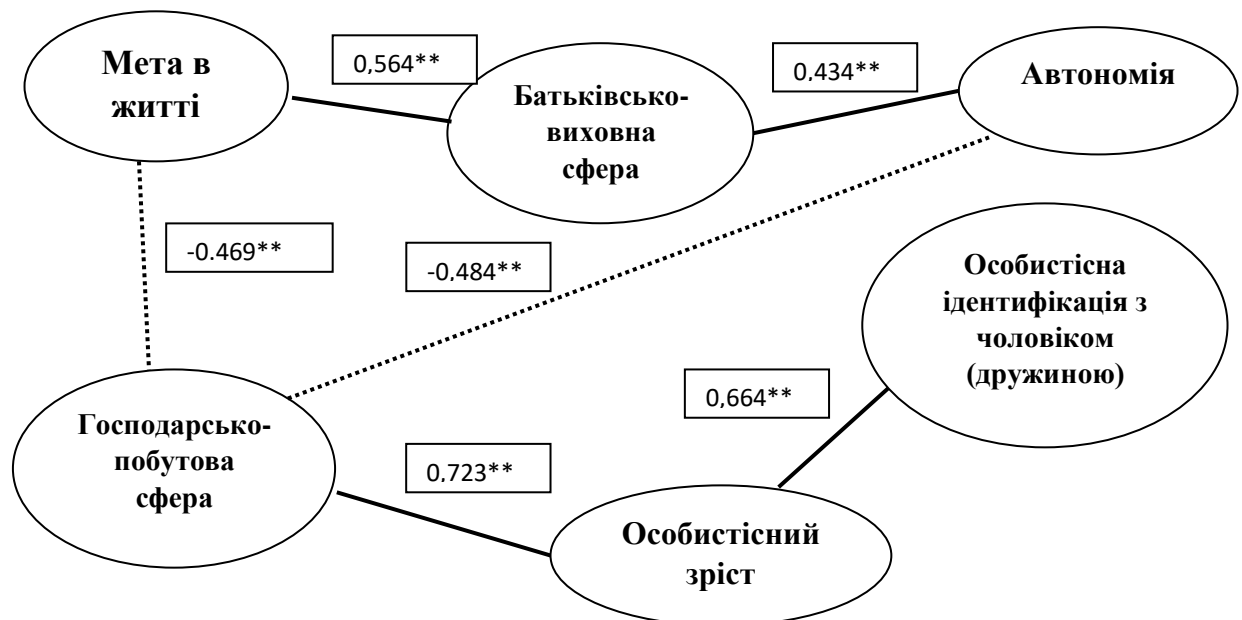 Мета в
житті
0,564**
Батьківсько-
виховна
сфера
0,434**
Автономія
-0.469**
-0,484**
Особистісна
ідентифікація з
чоловіком
(дружиною)
0,664**
Господарсько-
побутова
сфера
0,723**
Особистісний
зріст